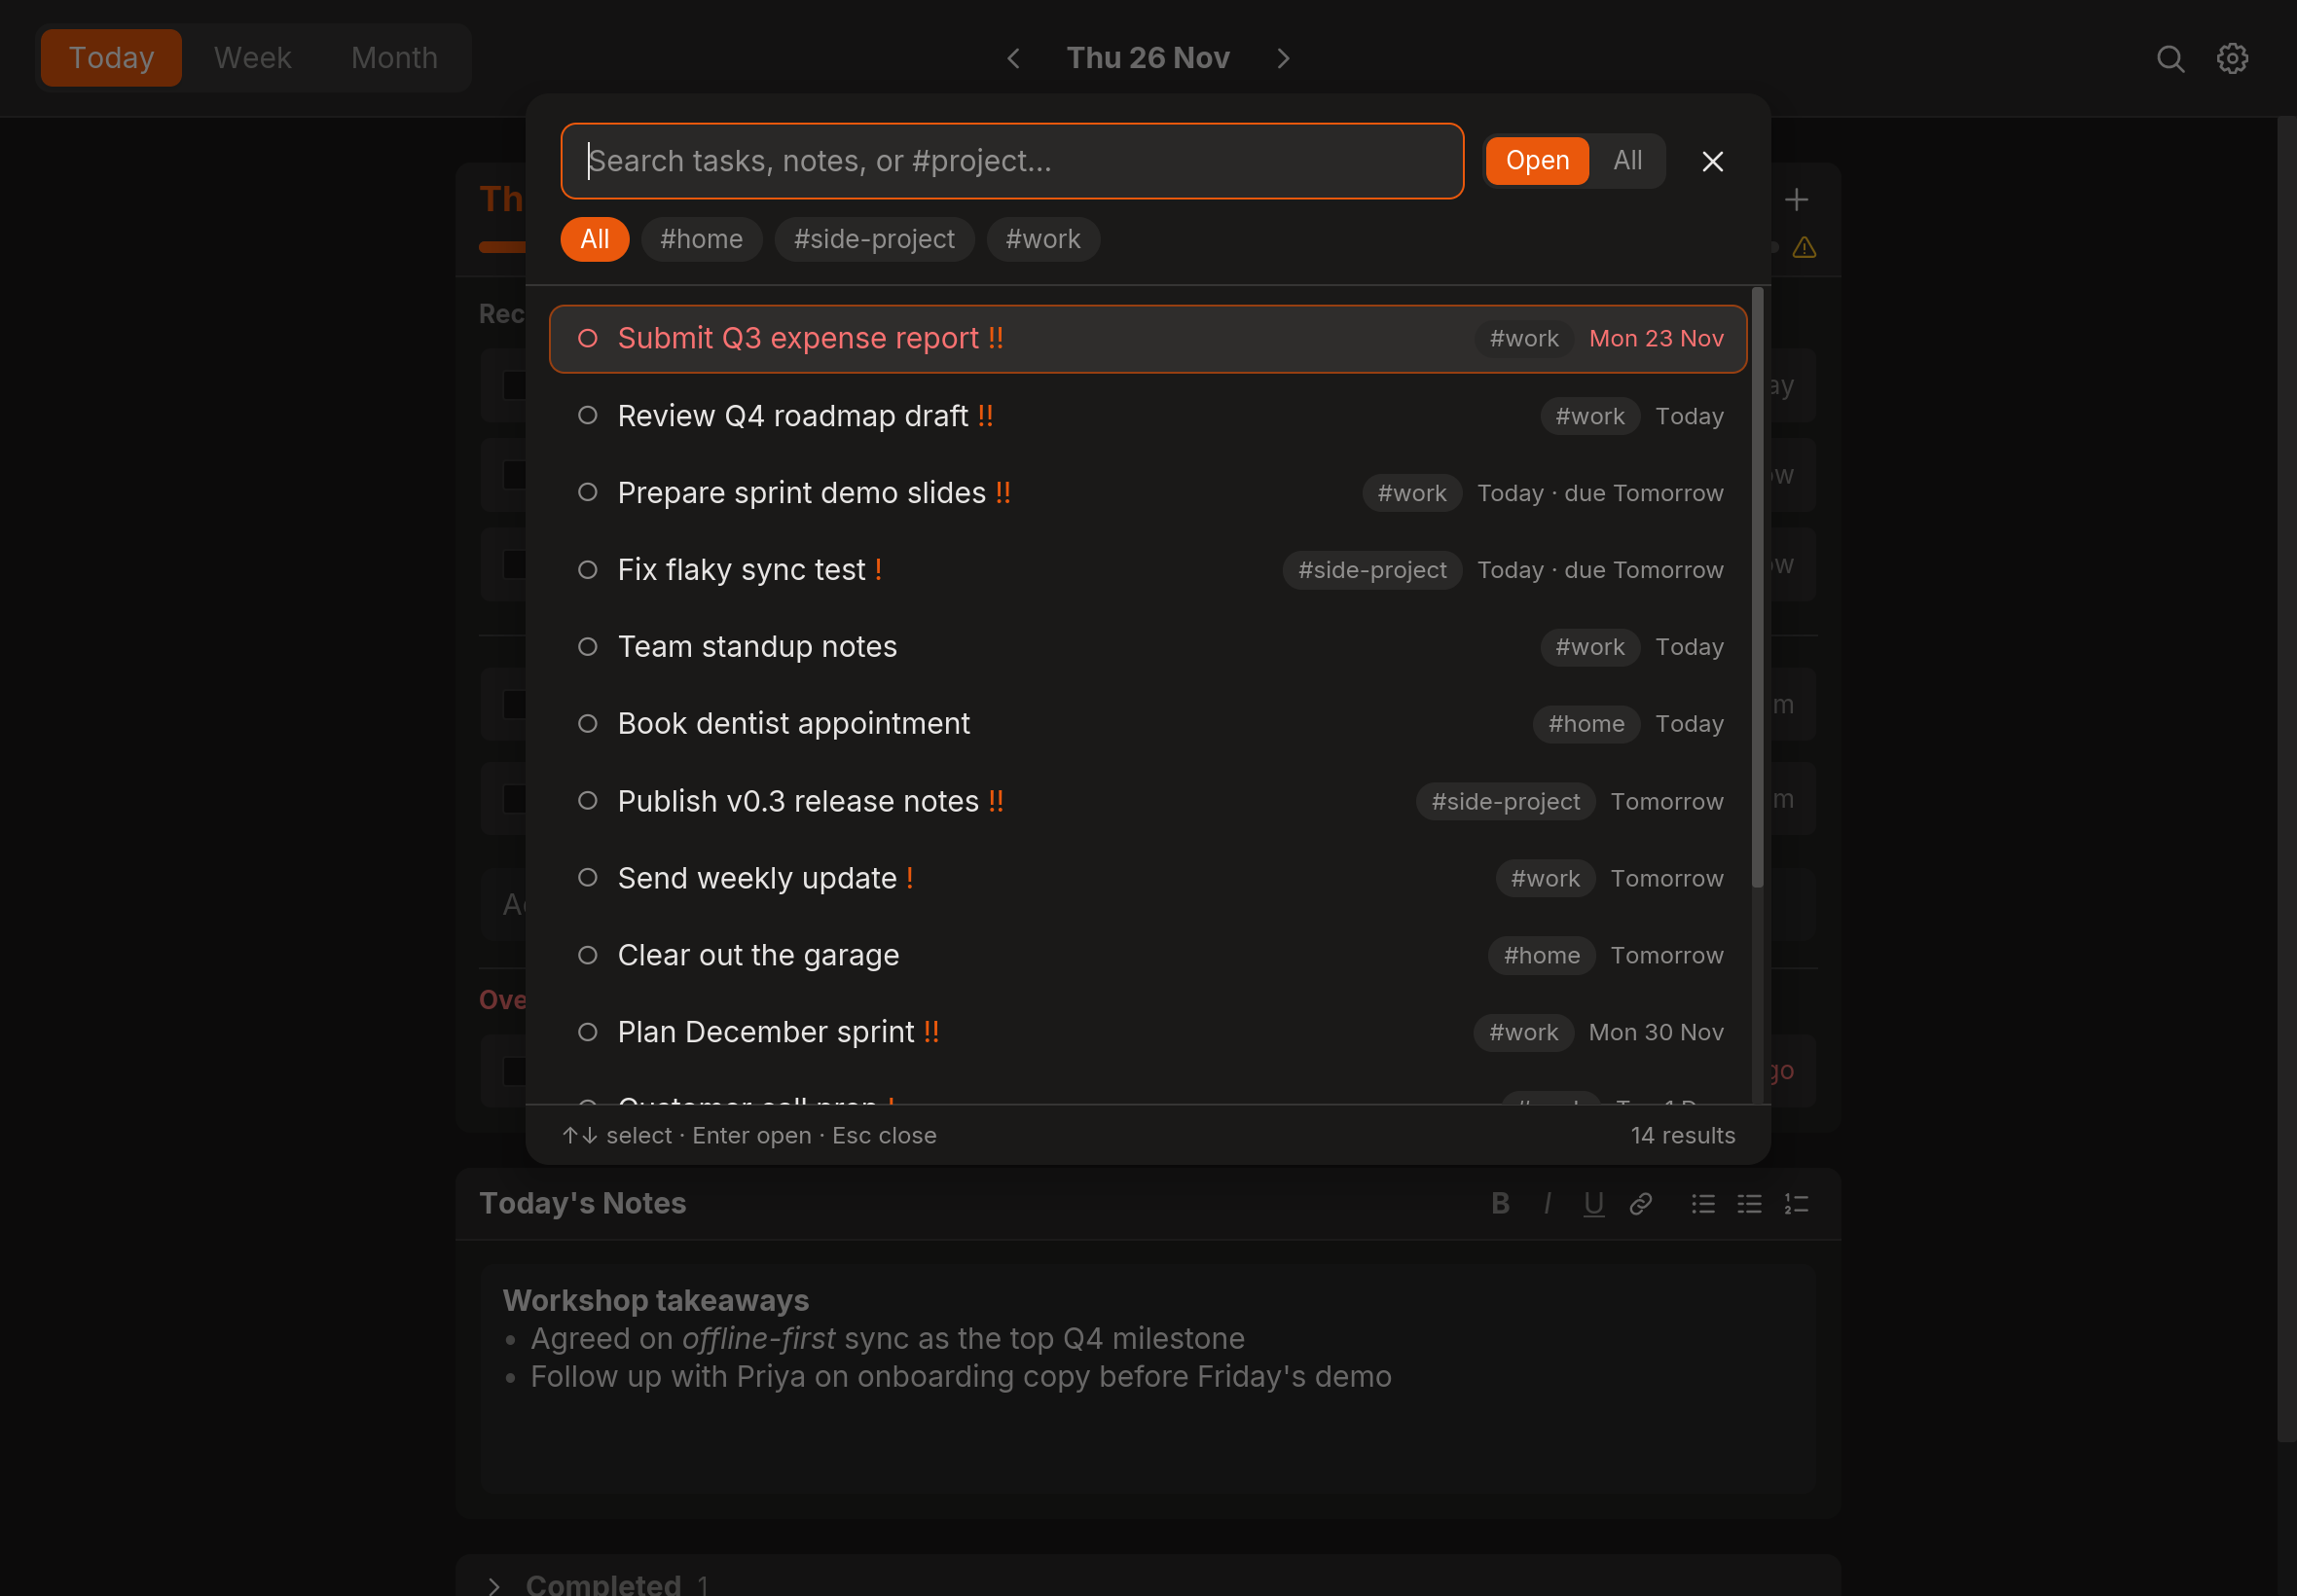 Today Week Month Thu 26 Nov
Search tasks, notes, or #project... Open All
All #home #side-project #work
Submit Q3 expense report !! #work Mon 23 Nov
Review Q4 roadmap draft !! #work Today
Prepare sprint demo slides !! #work Today · due Tomorrow
Fix flaky sync test ! #side-project Today · due Tomorrow
Team standup notes #work Today
Book dentist appointment #home Today
Publish v0.3 release notes !! #side-project Tomorrow
Send weekly update ! #work Tomorrow
Clear out the garage #home Tomorrow
Plan December sprint !! #work Mon 30 Nov
↑↓ select · Enter open · Esc close 14 results
Today's Notes B I U
Workshop takeaways
• Agreed on offline-first sync as the top Q4 milestone
• Follow up with Priya on onboarding copy before Friday's demo
Completed 1